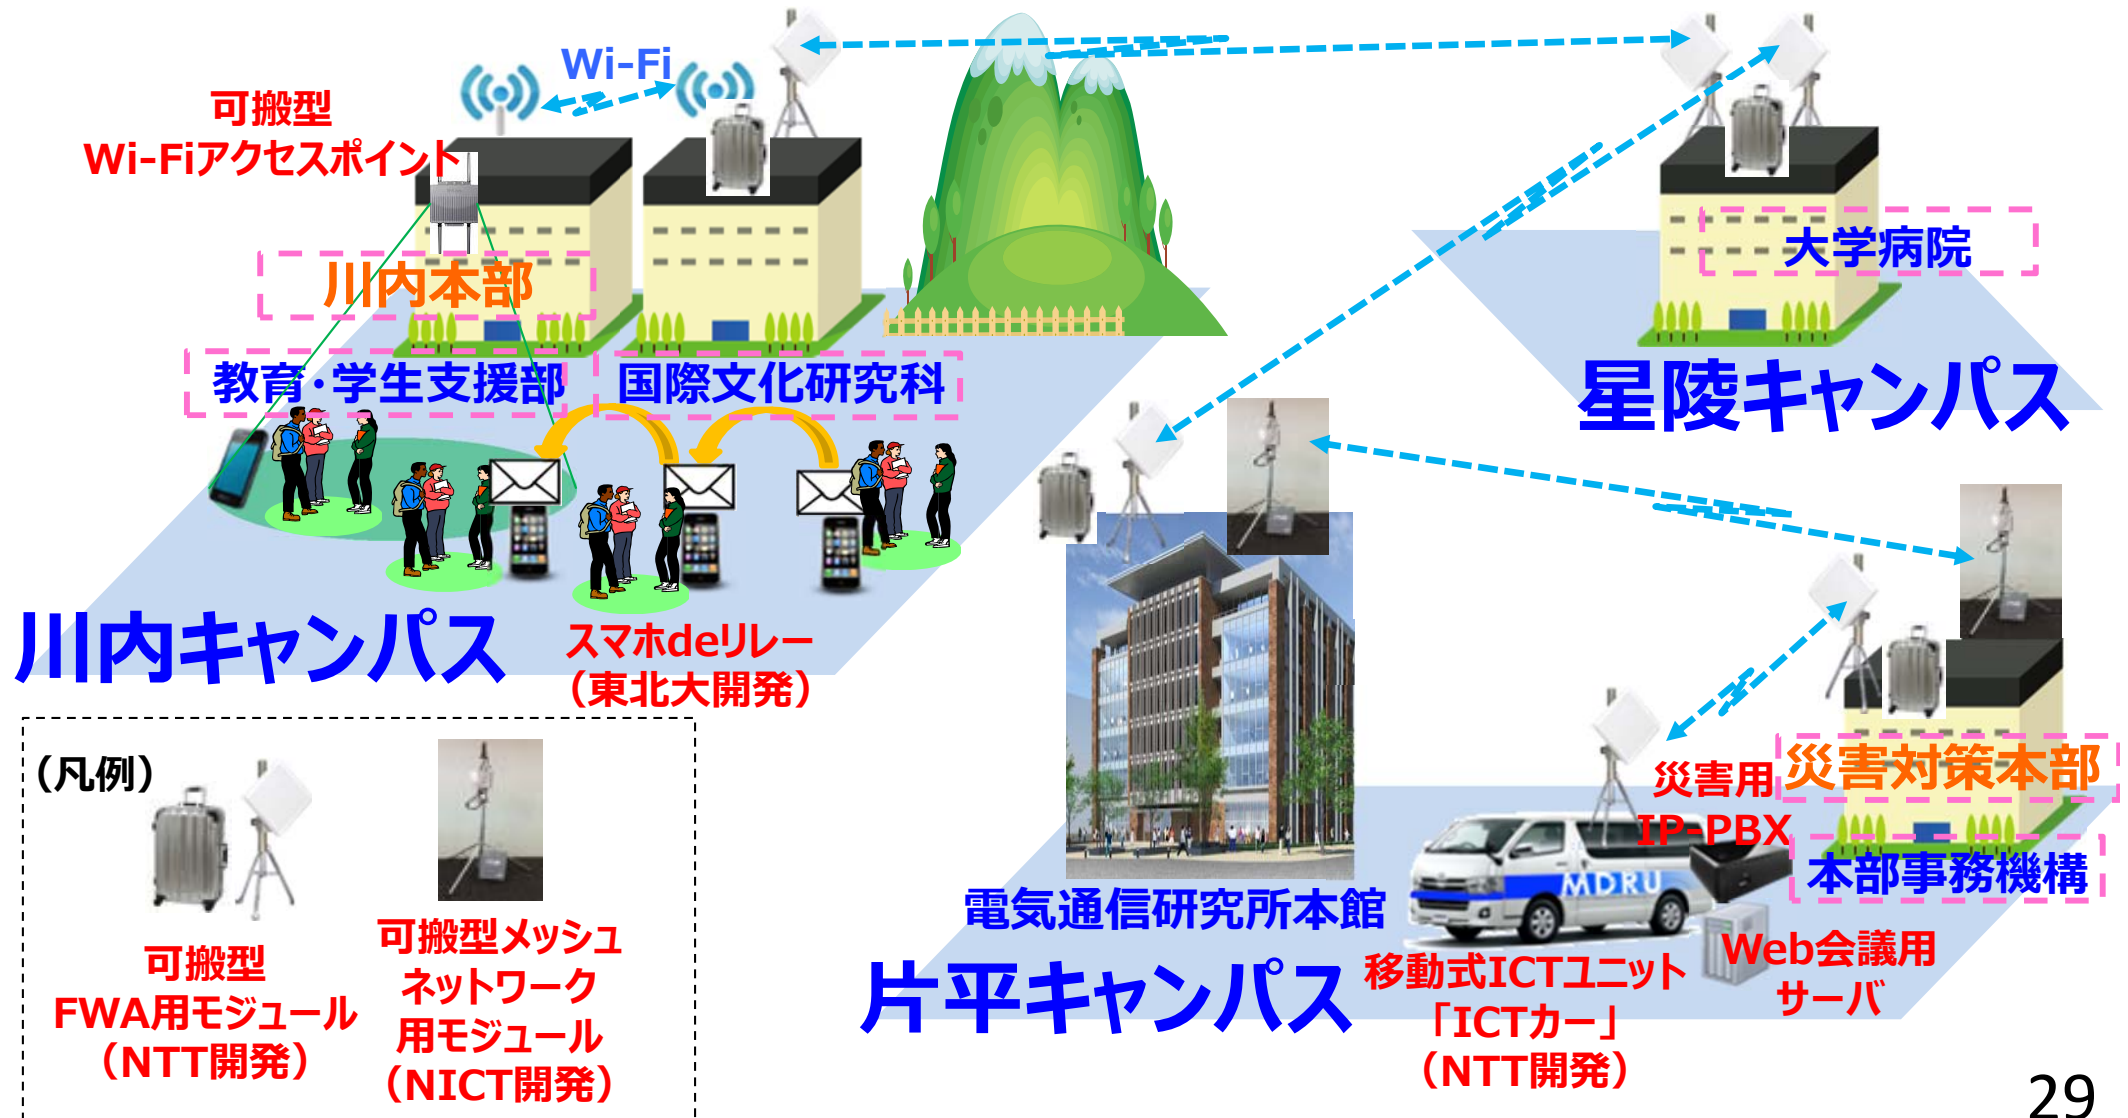 Wi-Fi
可搬型
Wi-Fiアクセスポイント
川内本部
教育・学生支援部
国際文化研究科
大学病院
星陵キャンパス
川内キャンパス
スマホdeリレー
（東北大開発）
（凡例）
可搬型
FWA用モジュール
（NTT開発）
可搬型メッシュ
ネットワーク
用モジュール
（NICT開発）
電気通信研究所本館
片平キャンパス
MDRU
移動式ICTユニット
「ICTカー」
（NTT開発）
災害用
IP-PBX
災害対策本部
本部事務機構
Web会議用
サーバ
29